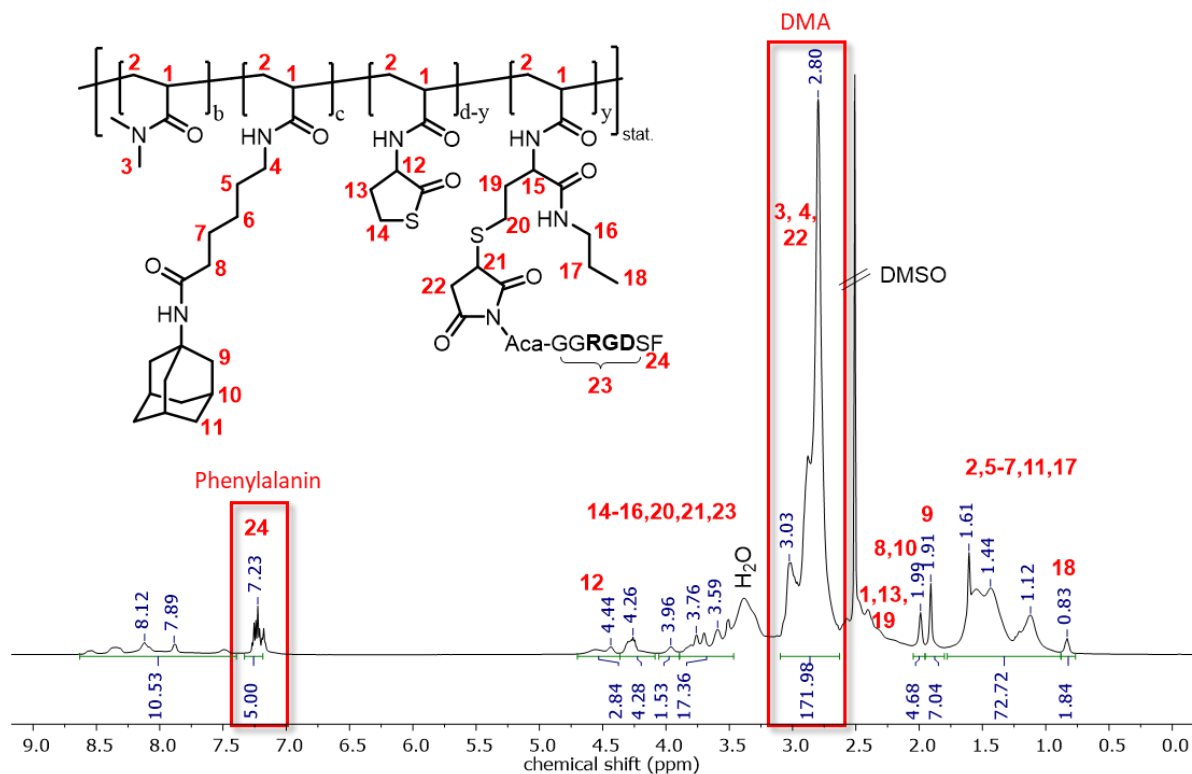 DMA
2 1 2 1 2 1 2 1
b c d-y y stat.
N O HN O HN O HN O
3 4 12 19 15 O
5 13 O HN
6 S 20 16
7 14 S 17
8 21 18
O 22 O
HN N
O Aca-GGRGDSF
9 24
10 23
11
2.80
3, 4,
22
DMSO
Phenylalanin
24
7.23
8.12
7.89
14-16,20,21,23
12
4.44
4.26
3.96
3.76
3.59
H2O
3.03
2,5-7,11,17
9
8,10
1,13,
19
1.99
1.91
1.61
1.44
1.12
18
0.83
10.53
5.00
2.84
4.28
1.53
17.36
171.98
4.68
7.04
72.72
1.84
9.0 8.5 8.0 7.5 7.0 6.5 6.0 5.5 5.0 4.5 4.0 3.5 3.0 2.5 2.0 1.5 1.0 0.5 0.0
chemical shift (ppm)